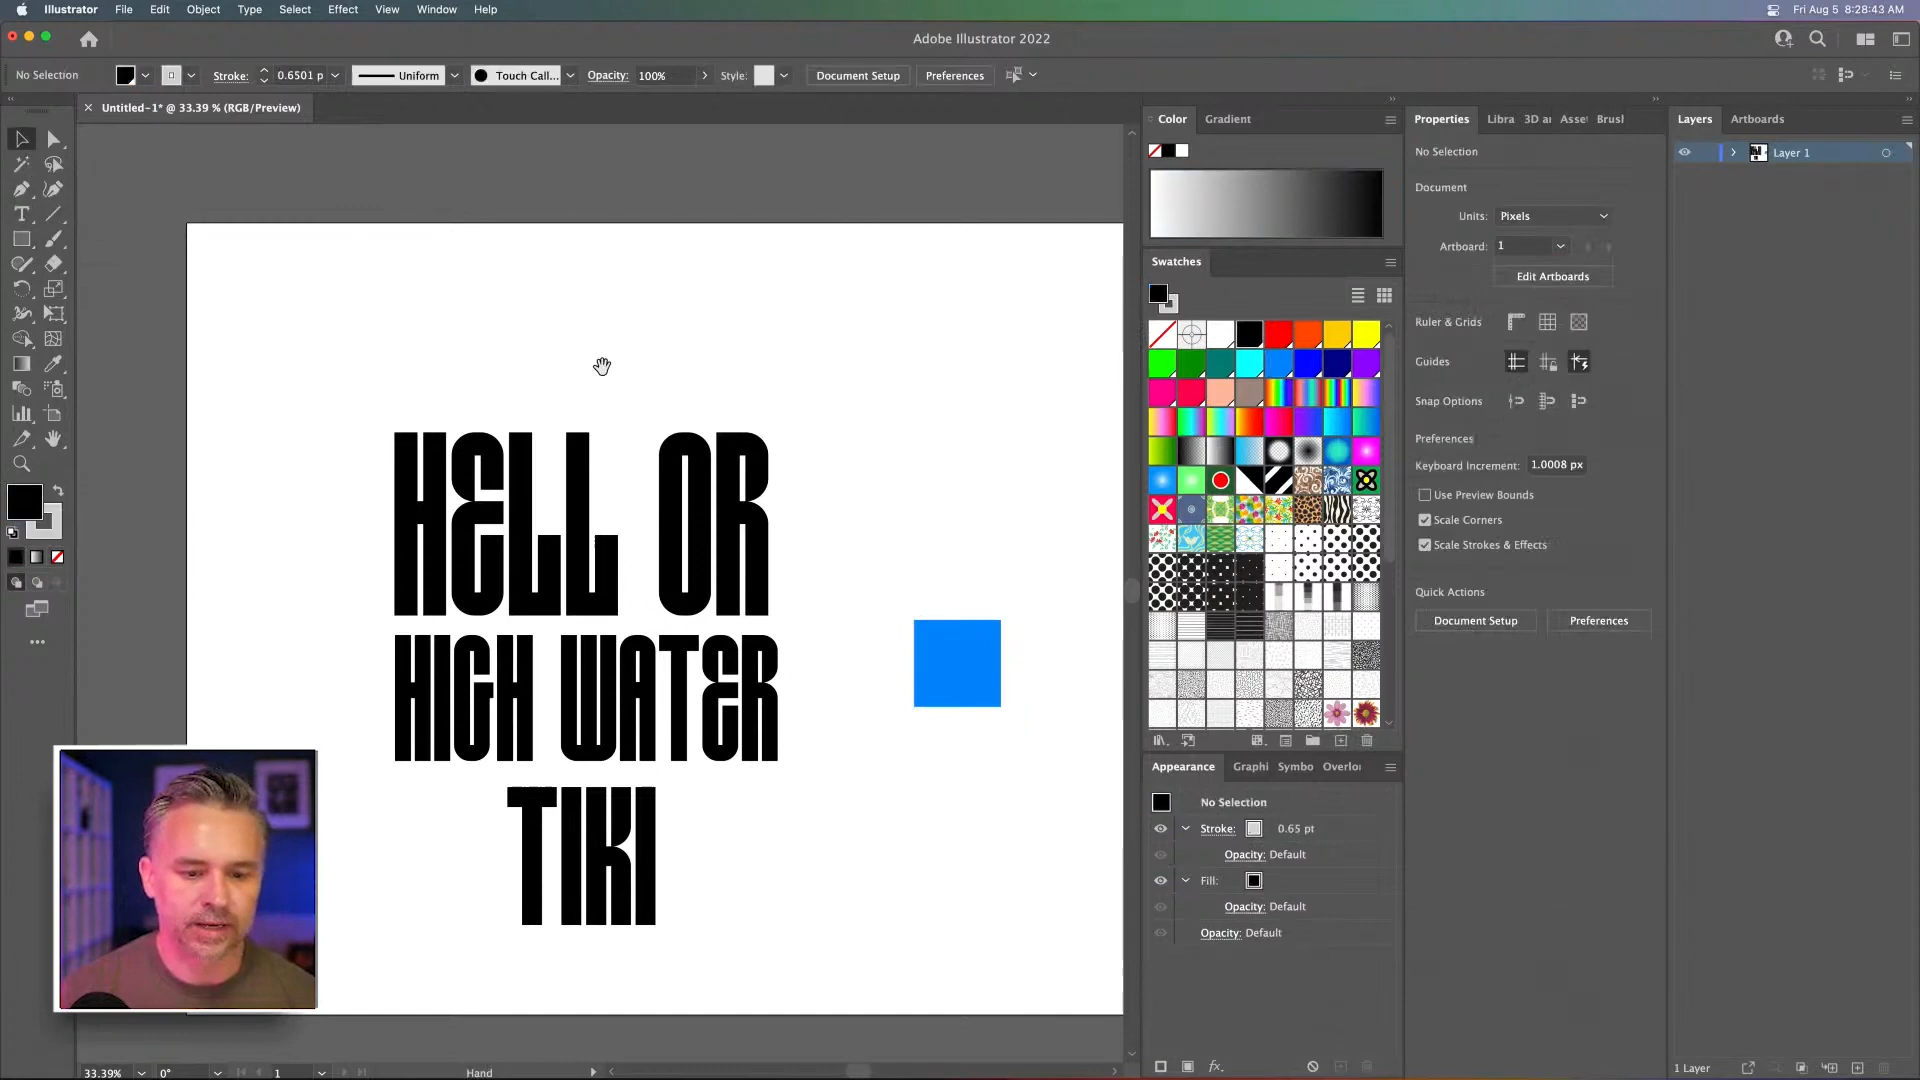 Illustrator File Edit Object Type Select Effect View Window Help
Fri Aug 5 8:28:43 AM
Adobe Illustrator 2022
No Selection
Stroke: 0.6501 p
Uniform
Touch Call...
Opacity: 100%
Style:
Document Setup
Preferences
Untitled-1* @ 33.39 % (RGB/Preview)
HELL OR
HIGH WATER
TIKI
33.39%
0°
1
Hand
Color
Gradient
Swatches
Appearance
Graphi
Symbo
Overlo
No Selection
Stroke: 0.65 pt
Opacity: Default
Fill:
Opacity: Default
Opacity: Default
fx
Properties
Libra
3D a
Asse
Brusl
No Selection
Document
Units: Pixels
Artboard: 1
Edit Artboards
Ruler & Grids
Guides
Snap Options
Preferences
Keyboard Increment: 1.0008 px
Use Preview Bounds
Scale Corners
Scale Strokes & Effects
Quick Actions
Document Setup
Preferences
Layers
Artboards
Layer 1
1 Layer